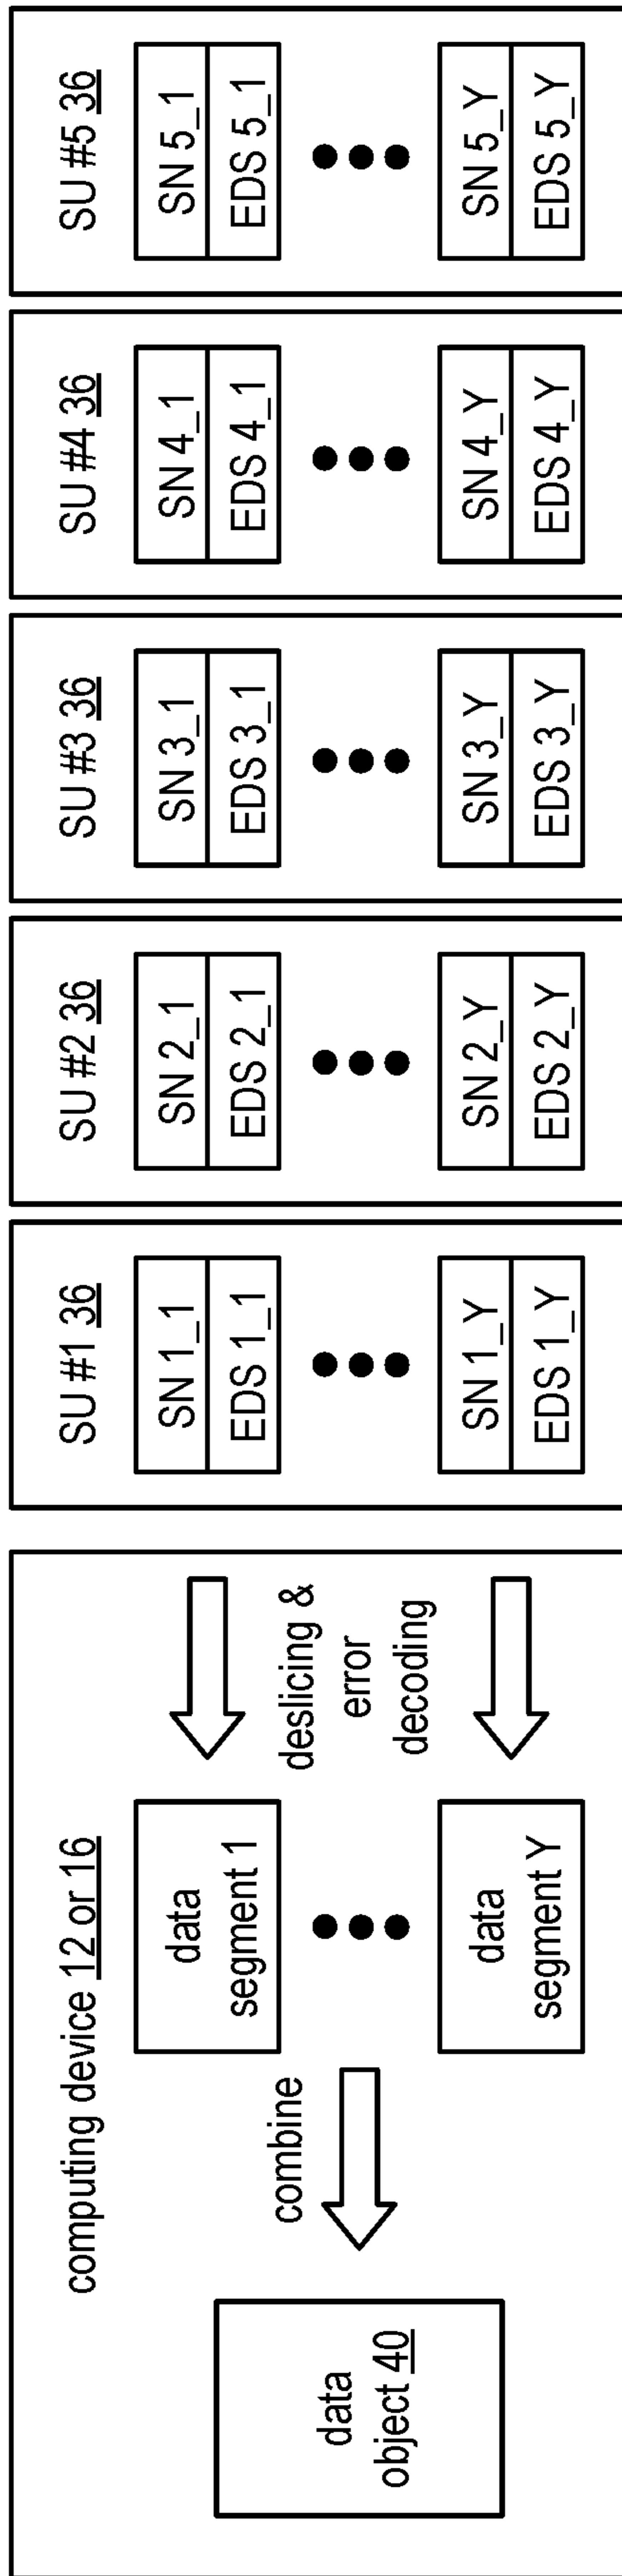 computing device 12 or 16
data
object 40
combine
data
segment 1
data
segment Y
deslicing &
error
decoding
SU #1 36
SN 1_1
EDS 1_1
SN 1_Y
EDS 1_Y
SU #2 36
SN 2_1
EDS 2_1
SN 2_Y
EDS 2_Y
SU #3 36
SN 3_1
EDS 3_1
SN 3_Y
EDS 3_Y
SU #4 36
SN 4_1
EDS 4_1
SN 4_Y
EDS 4_Y
SU #5 36
SN 5_1
EDS 5_1
SN 5_Y
EDS 5_Y